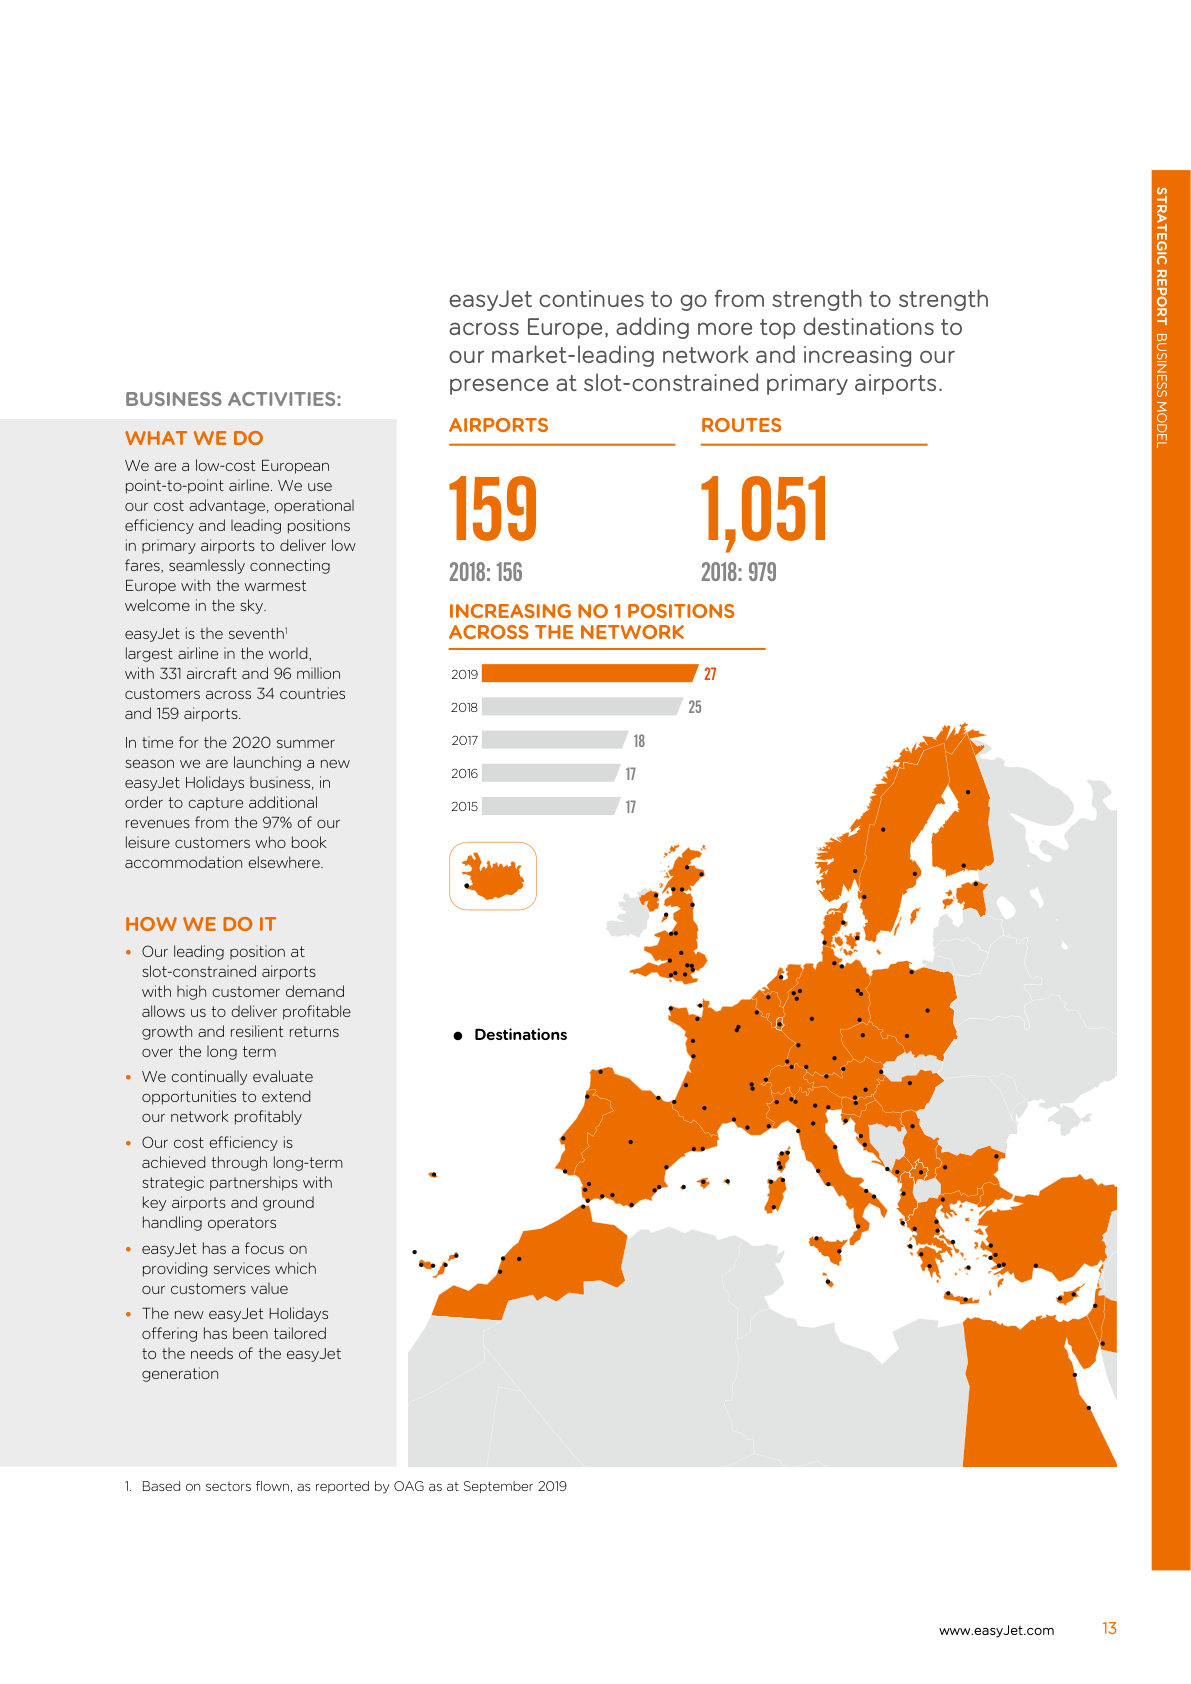 STRATEGIC REPORT BUSINESS MODEL
easyJet continues to go from strength to strength
across Europe, adding more top destinations to
our market-leading network and increasing our
presence at slot-constrained primary airports.
BUSINESS ACTIVITIES:
WHAT WE DO
We are a low-cost European
point-to-point airline. We use
our cost advantage, operational
efficiency and leading positions
in primary airports to deliver low
fares, seamlessly connecting
Europe with the warmest
welcome in the sky.
easyJet is the seventh1
largest airline in the world,
with 331 aircraft and 96 million
customers across 34 countries
and 159 airports.
In time for the 2020 summer
season we are launching a new
easyJet Holidays business, in
order to capture additional
revenues from the 97% of our
leisure customers who book
accommodation elsewhere.
HOW WE DO IT
• Our leading position at
slot-constrained airports
with high customer demand
allows us to deliver profitable
growth and resilient returns
over the long term
• We continually evaluate
opportunities to extend
our network profitably
• Our cost efficiency is
achieved through long-term
strategic partnerships with
key airports and ground
handling operators
• easyJet has a focus on
providing services which
our customers value
• The new easyJet Holidays
offering has been tailored
to the needs of the easyJet
generation
AIRPORTS
159
2018: 156
ROUTES
1,051
2018: 979
INCREASING NO 1 POSITIONS
ACROSS THE NETWORK
2019 27
2018 25
2017 18
2016 17
2015 17
Destinations
1. Based on sectors flown, as reported by OAG as at September 2019
www.easyJet.com 13